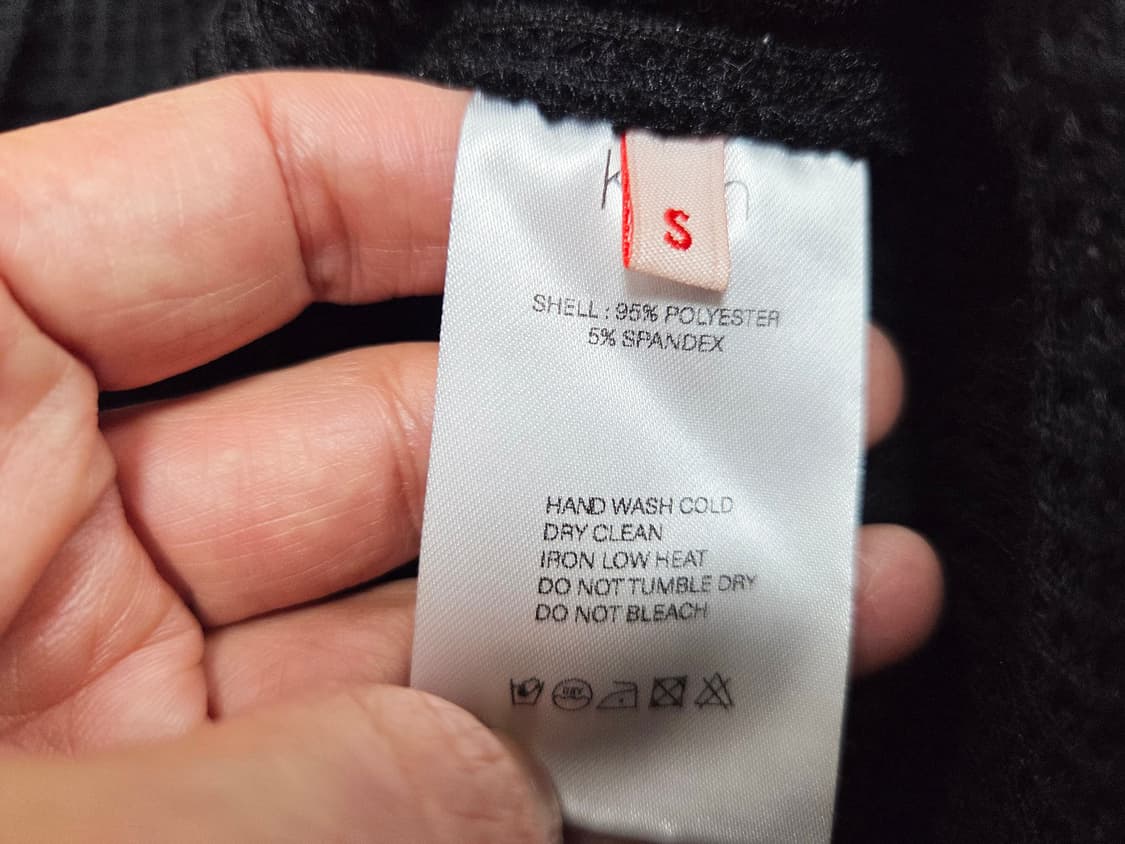 S
SHELL : 95% POLYESTER
5% SPANDEX
HAND WASH COLD
DRY CLEAN
IRON LOW HEAT
DO NOT TUMBLE DRY
DO NOT BLEACH
DRY